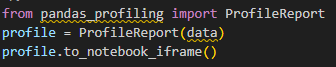 from pandas_profiling import ProfileReport
profile = ProfileReport(data)
profile.to_notebook_iframe()